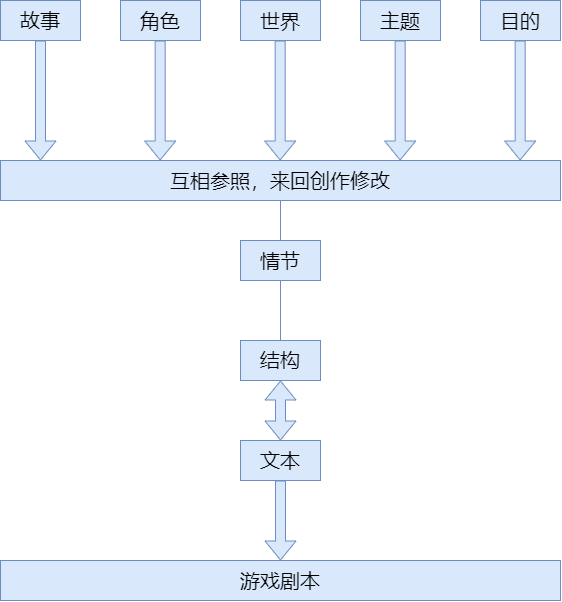 故事
角色
世界
主题
目的
互相参照，来回创作修改
情节
结构
文本
游戏剧本